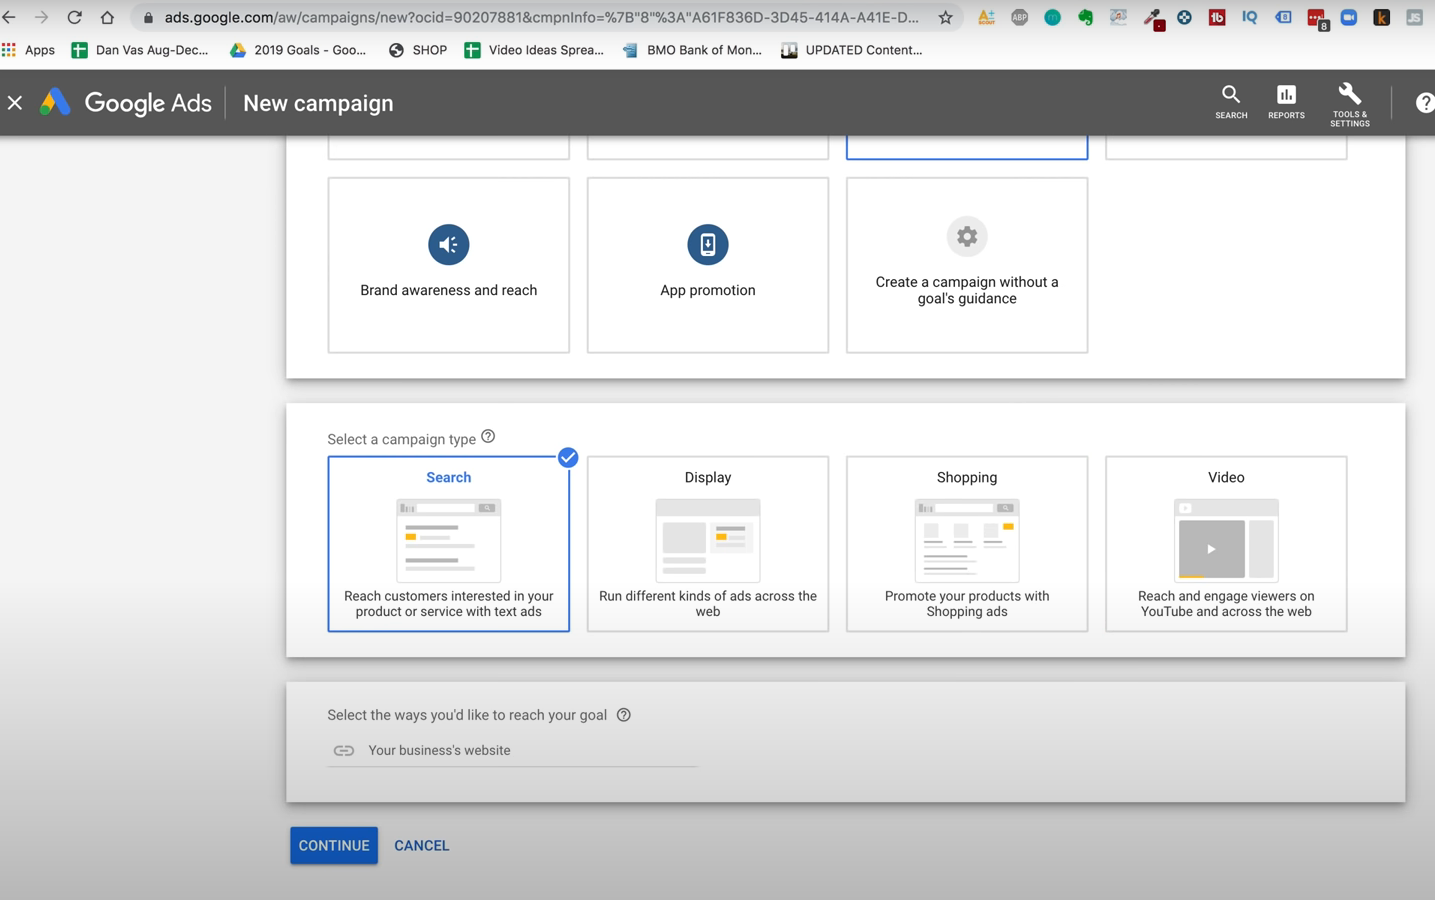 ads.google.com/aw/campaigns/new?ocid=90207881&cmpnInfo=%7B"8"%3A"A61F836D-3D45-414A-A41E-D...
ABP
8
IQ
8
k
JS
Apps
Dan Vas Aug-Dec...
2019 Goals - Goo...
SHOP
Video Ideas Sprea...
BMO Bank of Mon...
UPDATED Content...
Google Ads
New campaign
SEARCH
REPORTS
TOOLS &
SETTINGS
Brand awareness and reach
App promotion
Create a campaign without a
goal's guidance
Select a campaign type
Search
Display
Shopping
Video
Reach customers interested in your
product or service with text ads
Run different kinds of ads across the
web
Promote your products with
Shopping ads
Reach and engage viewers on
YouTube and across the web
Select the ways you'd like to reach your goal
Your business's website
CONTINUE
CANCEL